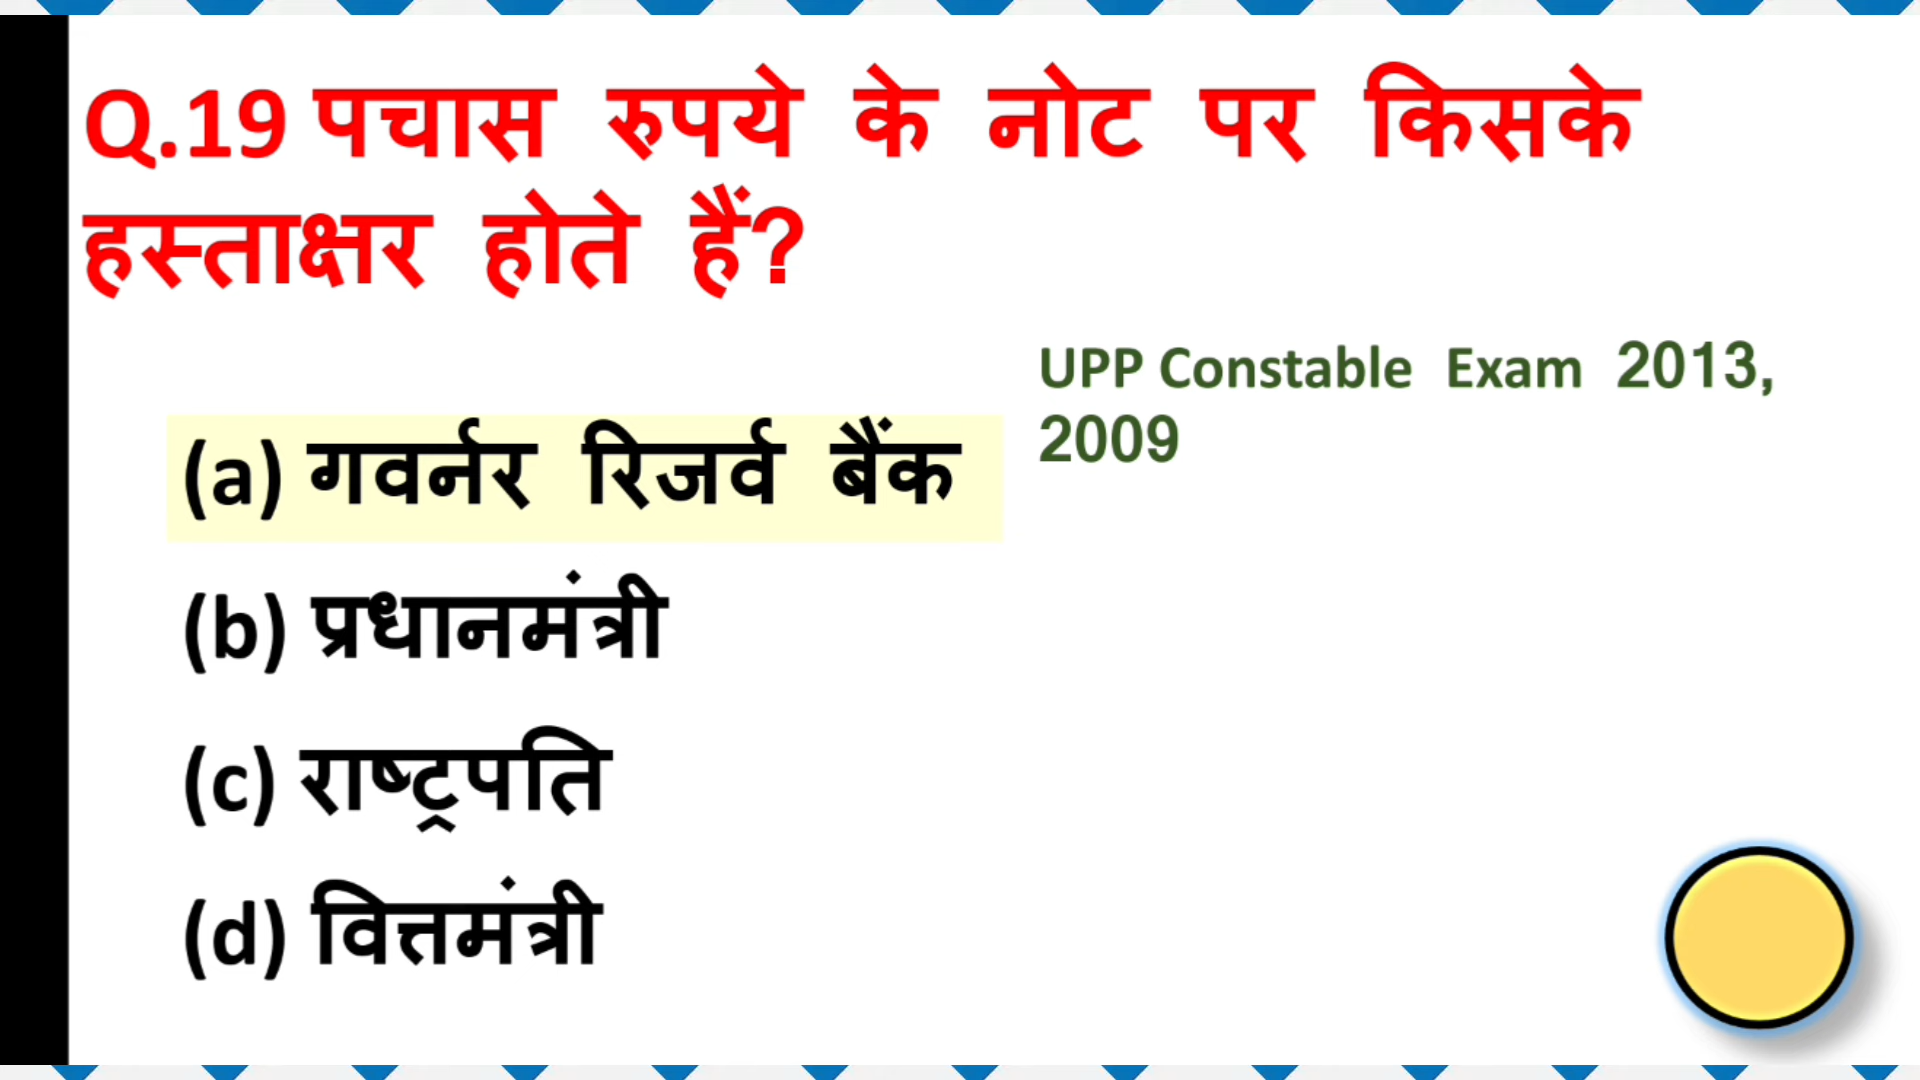 Q.19 पचास रुपये के नोट पर किसके
हस्ताक्षर होते हैं?
UPP Constable Exam 2013,
2009
(a) गवर्नर रिजर्व बैंक
(b) प्रधानमंत्री
(c) राष्ट्रपति
(d) वित्तमंत्री